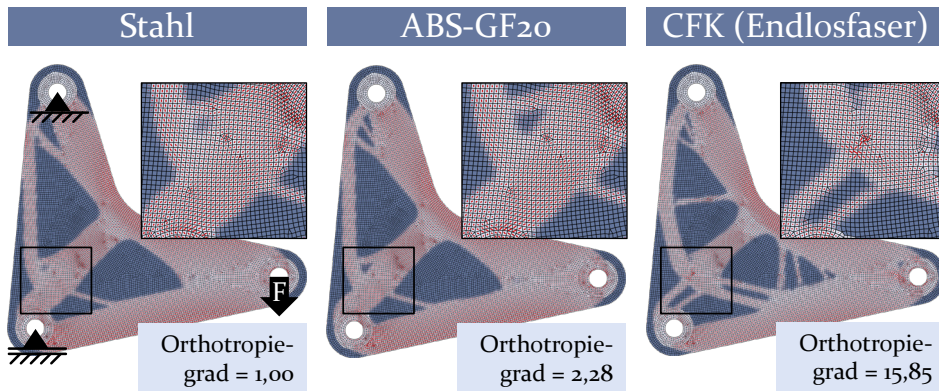 Stahl
ABS-GF20
CFK (Endlosfaser)
F
Orthotropie-
grad = 1,00
Orthotropie-
grad = 2,28
Orthotropie-
grad = 15,85